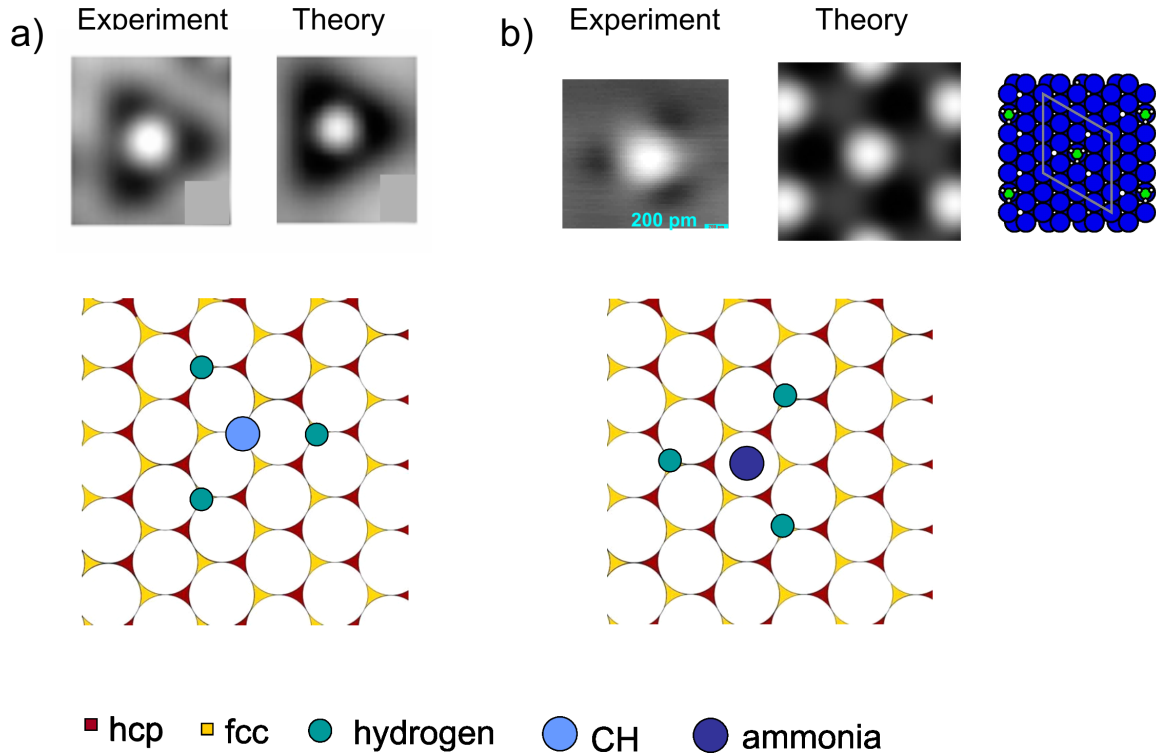 a)
Experiment
Theory
b)
Experiment
Theory
200 pm
hcp
fcc
hydrogen
CH
ammonia